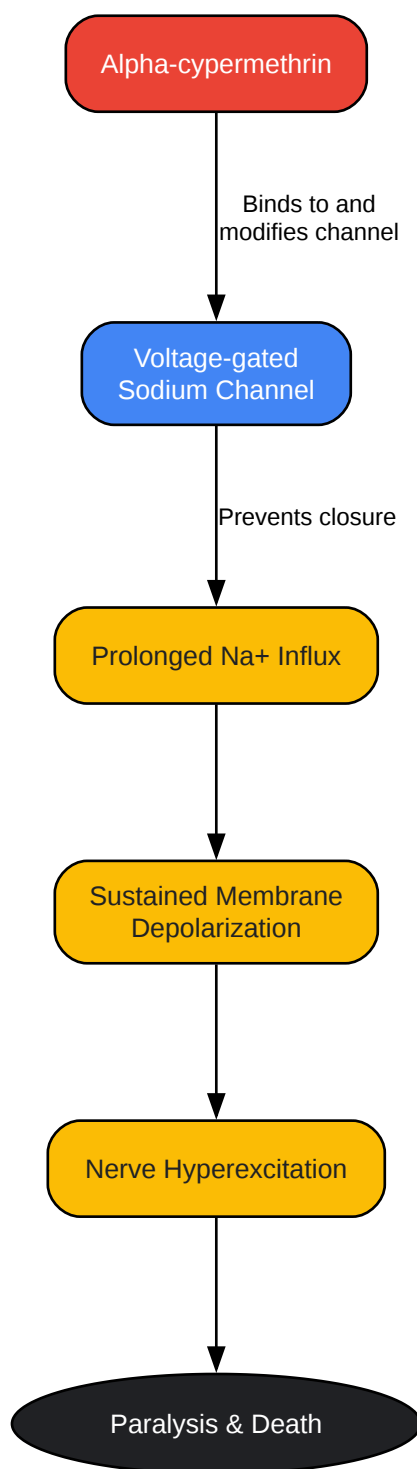 Alpha-cypermethrin
Binds to and
modifies channel
Voltage-gated
Sodium Channel
Prevents closure
Prolonged Na+ Influx
Sustained Membrane
Depolarization
Nerve Hyperexcitation
Paralysis & Death